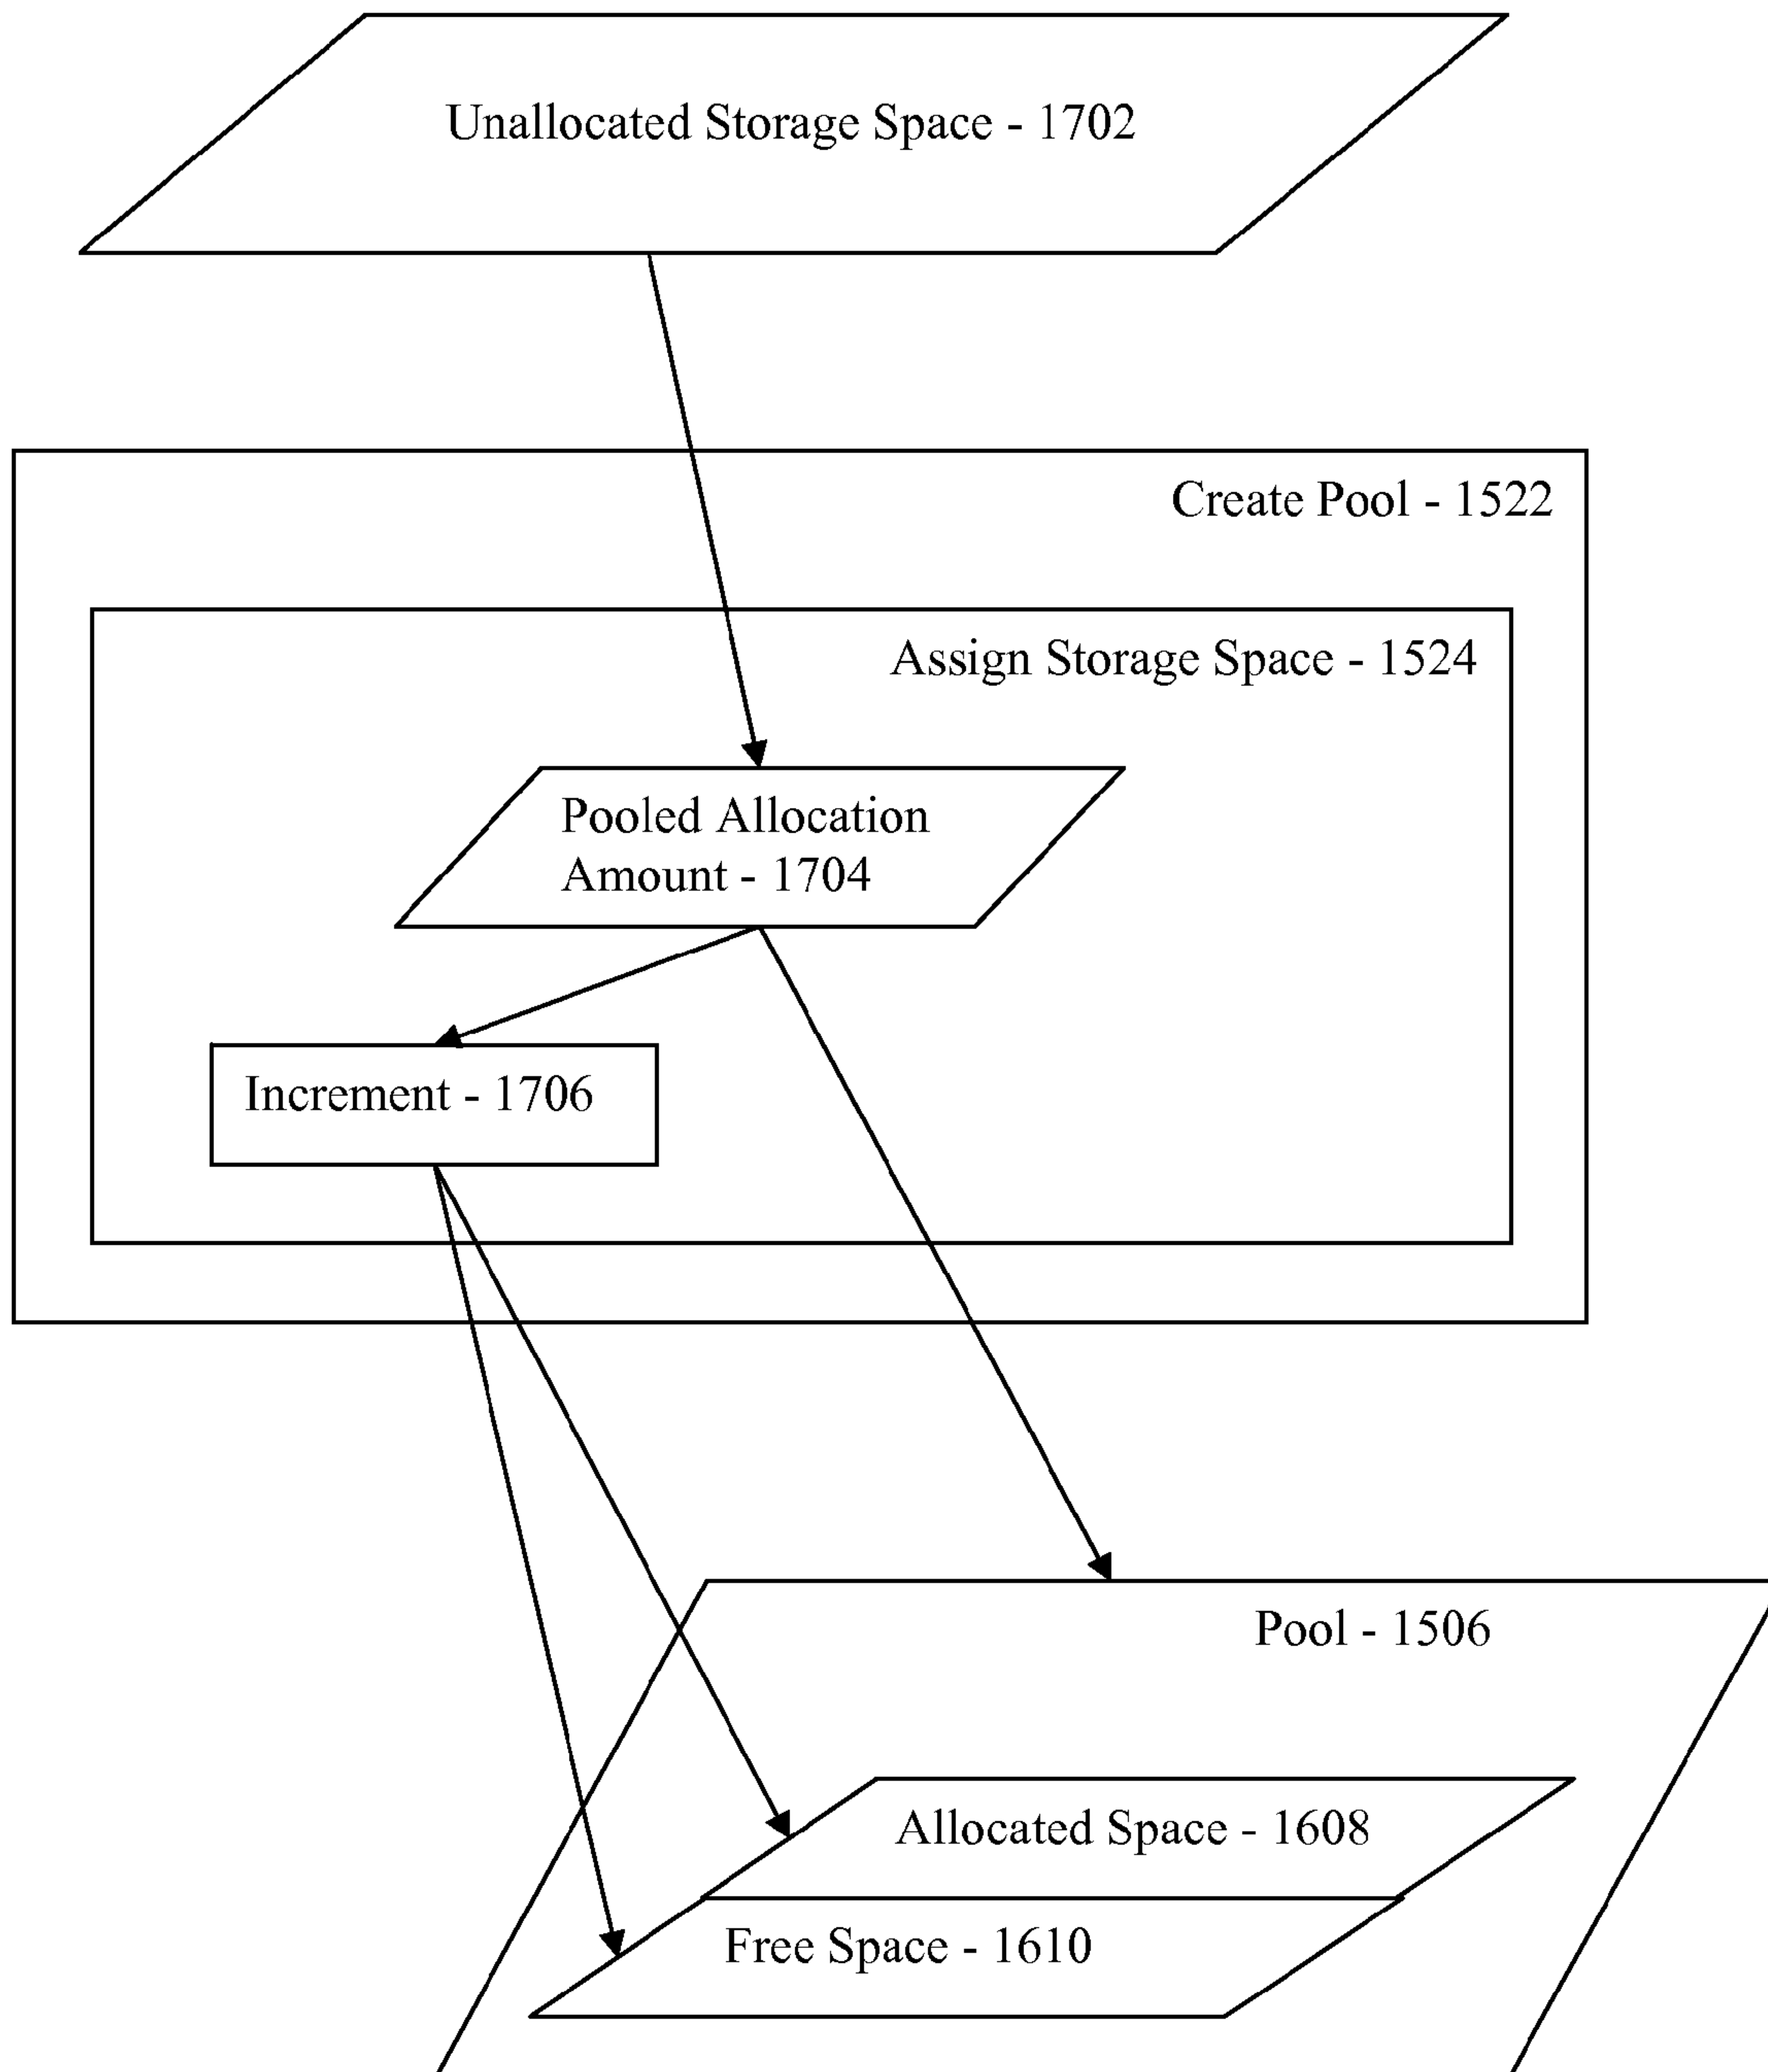 Unallocated Storage Space - 1702
Create Pool - 1522
Assign Storage Space - 1524
Pooled Allocation
Amount - 1704
Increment - 1706
Pool - 1506
Allocated Space - 1608
Free Space - 1610